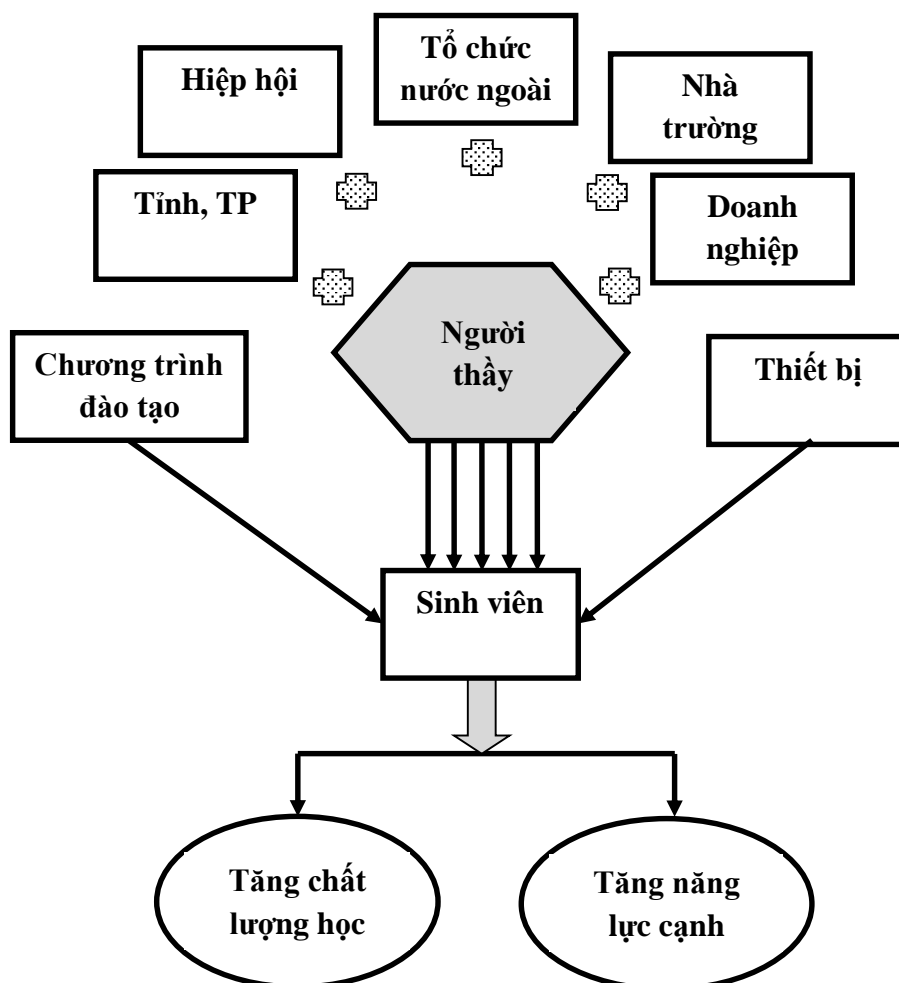 Tổ chức
nước ngoài
Hiệp hội
Nhà
trường
Tỉnh, TP
Doanh
nghiệp
Người
thầy
Chương trình
đào tạo
Thiết bị
Sinh viên
Tăng chất
lượng học
Tăng năng
lực cạnh